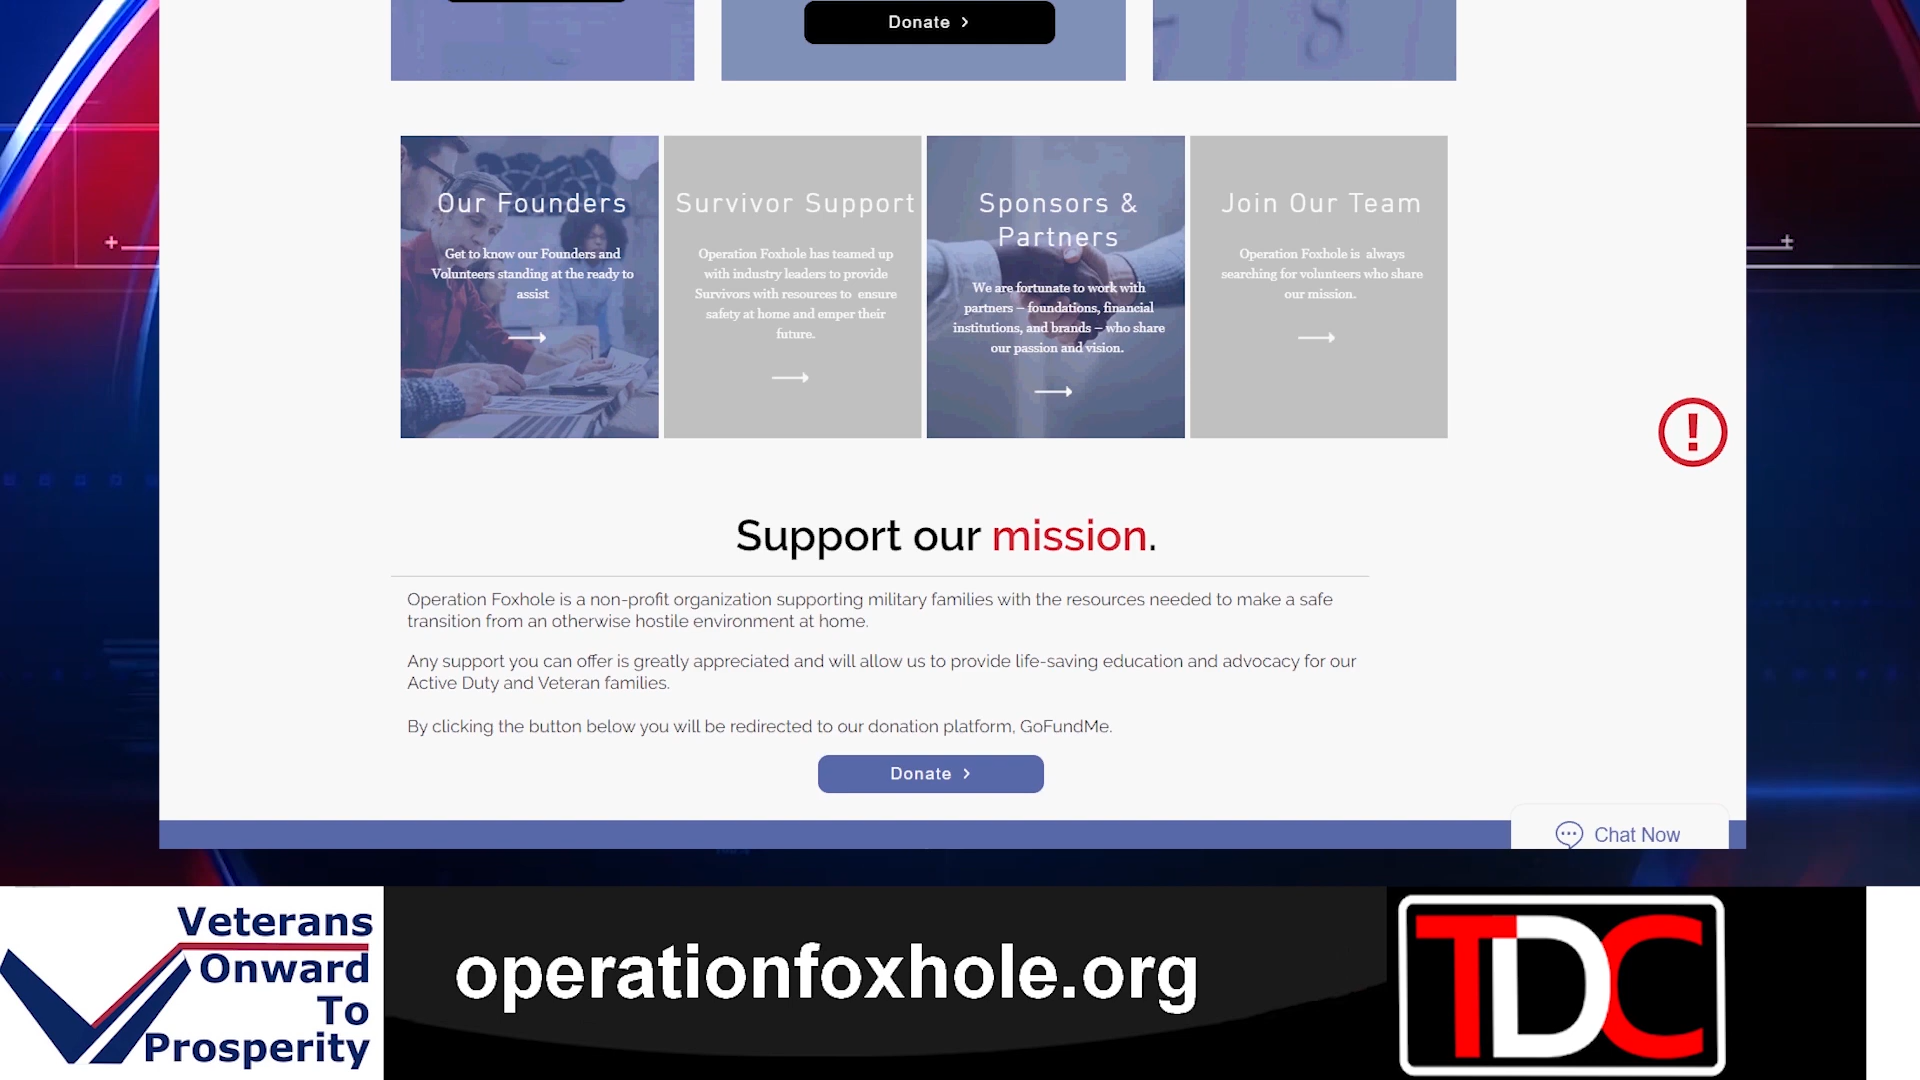 Donate >
Our Founders
Get to know our Founders and
Volunteers standing at the ready to
assist
Survivor Support
Operation Foxhole has teamed up
with industry leaders to provide
Survivors with resources to ensure
safety at home and emper their
future.
Sponsors &
Partners
We are fortunate to work with
partners – foundations, financial
institutions, and brands – who share
our passion and vision.
Join Our Team
Operation Foxhole is always
searching for volunteers who share
our mission.
!
Support our mission.
Operation Foxhole is a non-profit organization supporting military families with the resources needed to make a safe
transition from an otherwise hostile environment at home.
Any support you can offer is greatly appreciated and will allow us to provide life-saving education and advocacy for our
Active Duty and Veteran families.
By clicking the button below you will be redirected to our donation platform, GoFundMe.
Donate >
Chat Now
Veterans
Onward
To
Prosperity
operationfoxhole.org
TDC